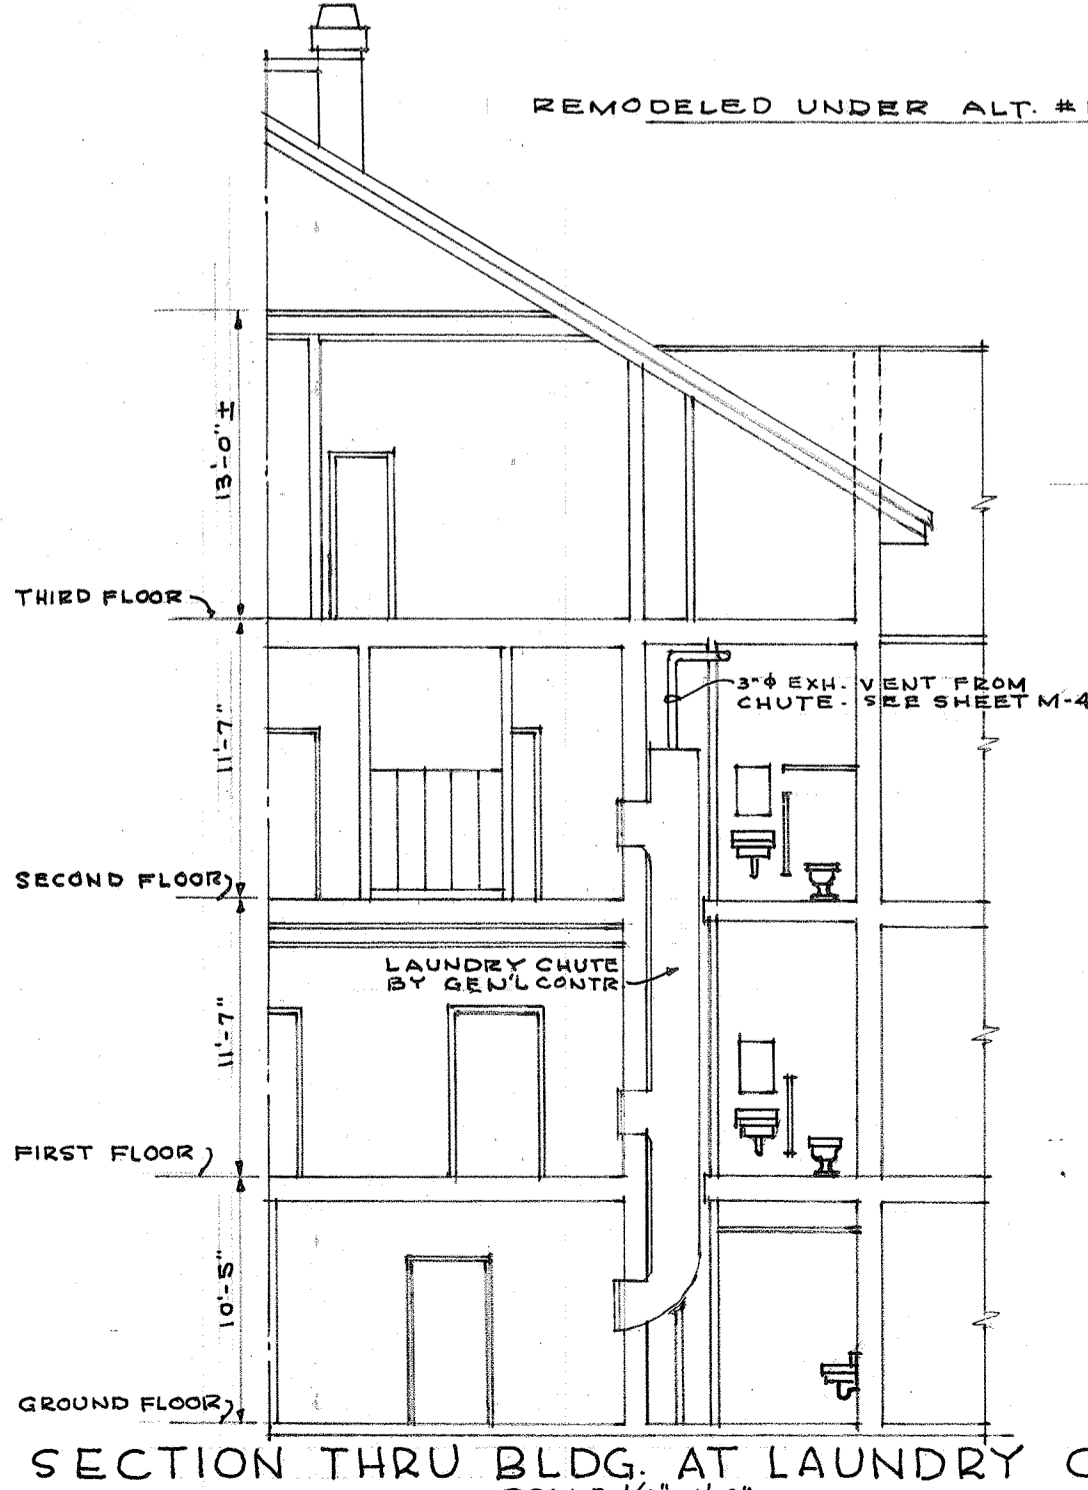 REMODELED UNDER ALT. #
13'-0" ±
THIRD FLOOR
3"ϕ EXH. VENT FROM
CHUTE - SEE SHEET M-4
11'-7"
SECOND FLOOR
LAUNDRY CHUTE
BY GEN'L CONTR
11'-7"
FIRST FLOOR
10'-5"
GROUND FLOOR
SECTION THRU BLDG. AT LAUNDRY